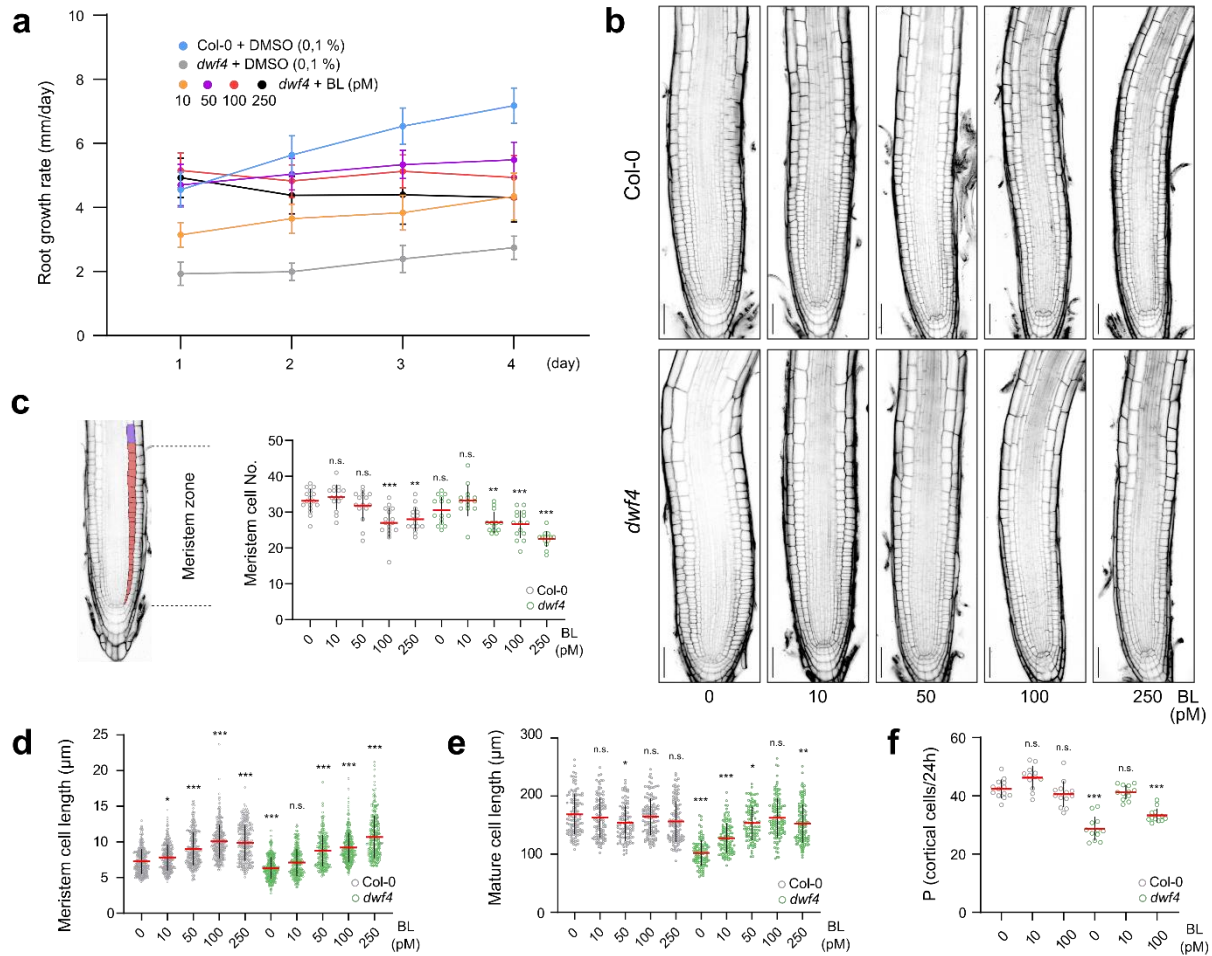 a
10
8
6
4
2
0
Root growth rate (mm/day)
Col-0 + DMSO (0,1 %)
dwf4 + DMSO (0,1 %)
dwf4 + BL (pM)
10 50 100 250
1 2 3 4 (day)
b
Col-0
dwf4
0 10 50 100 250 BL
(pM)
c
Meristem zone
Meristem cell No.
50
40
30
20
10
0
n.s. n.s. *** ** n.s. n.s. ** *** ***
Col-0
dwf4
0 10 50 100 250 0 10 50 100 250 BL
(pM)
d
Meristem cell length (µm)
25
20
15
10
5
0
* *** *** *** *** n.s. *** *** ***
Col-0
dwf4
0 10 50 100 250 0 10 50 100 250 BL
(pM)
e
Mature cell length (µm)
300
200
100
0
n.s. * n.s. n.s. *** *** * n.s. **
Col-0
dwf4
0 10 50 100 250 0 10 50 100 250 BL
(pM)
f
P (cortical cells/24h)
60
40
20
0
n.s. n.s. *** n.s. ***
Col-0
dwf4
0 10 100 0 10 100 BL
(pM)